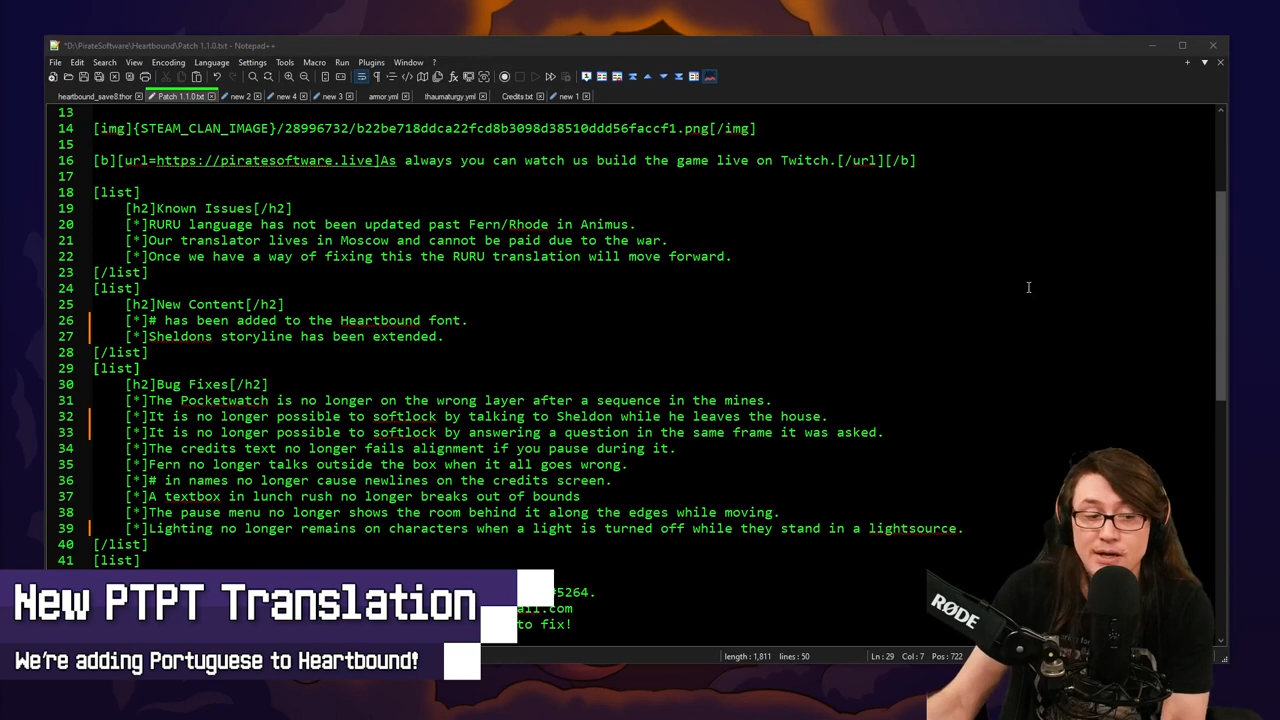 *D:\PirateSoftware\Heartbound\Patch 1.1.0.txt - Notepad++
File Edit Search View Encoding Language Settings Tools Macro Run Plugins Window ?
heartbound_save8.thor Patch 1.1.0.txt new 2 new 4 new 3 armor.yml thaumaturgy.yml Credits.txt new 1
13
14 [img]{STEAM_CLAN_IMAGE}/28996732/b22be718ddca22fcd8b3098d38510ddd56faccf1.png[/img]
15
16 [b][url=https://piratesoftware.live]As always you can watch us build the game live on Twitch.[/url][/b]
17
18 [list]
19 [h2]Known Issues[/h2]
20 [*]RURU language has not been updated past Fern/Rhode in Animus.
21 [*]Our translator lives in Moscow and cannot be paid due to the war.
22 [*]Once we have a way of fixing this the RURU translation will move forward.
23 [/list]
24 [list]
25 [h2]New Content[/h2]
26 [*]# has been added to the Heartbound font.
27 [*]Sheldons storyline has been extended.
28 [/list]
29 [list]
30 [h2]Bug Fixes[/h2]
31 [*]The Pocketwatch is no longer on the wrong layer after a sequence in the mines.
32 [*]It is no longer possible to softlock by talking to Sheldon while he leaves the house.
33 [*]It is no longer possible to softlock by answering a question in the same frame it was asked.
34 [*]The credits text no longer fails alignment if you pause during it.
35 [*]Fern no longer talks outside the box when it all goes wrong.
36 [*]# in names no longer cause newlines on the credits screen.
37 [*]A textbox in lunch rush no longer breaks out of bounds
38 [*]The pause menu no longer shows the room behind it along the edges while moving.
39 [*]Lighting no longer remains on characters when a light is turned off while they stand in a lightsource.
40 [/list]
41 [list]
5264.
.com
to fix!
New PTPT Translation
We're adding Portuguese to Heartbound!
length : 1,811 lines : 50 Ln : 29 Col : 7 Pos : 722
RØDE